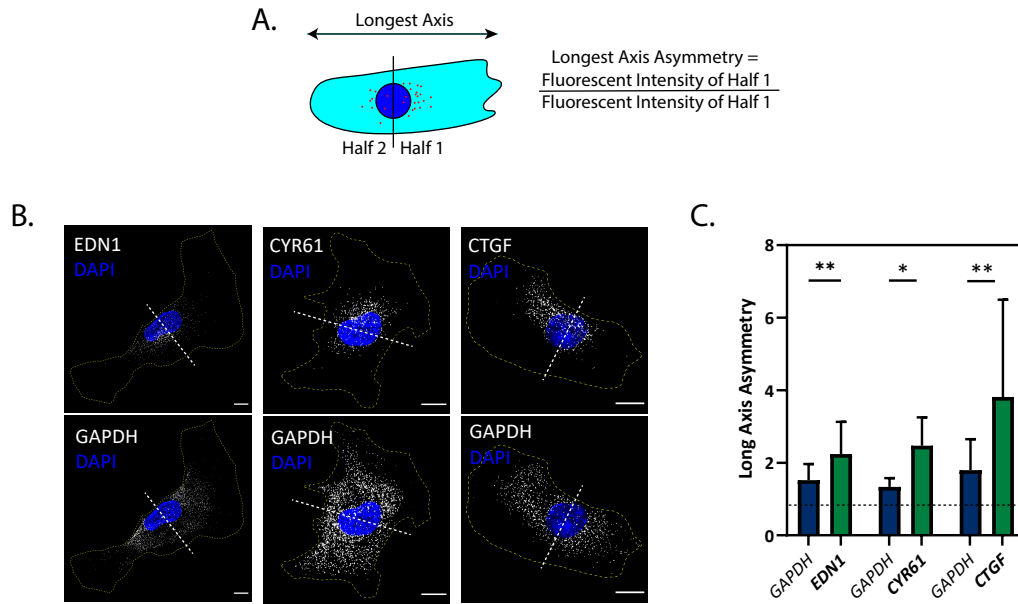 A.
Longest Axis
Half 2 Half 1
Longest Axis Asymmetry =
Fluorescent Intensity of Half 1
Fluorescent Intensity of Half 1
B.
EDN1
DAPI
CYR61
DAPI
CTGF
DAPI
GAPDH
DAPI
GAPDH
DAPI
GAPDH
DAPI
C.
Long Axis Asymmetry
8
6
4
2
0
** * **
GAPDH
EDN1
GAPDH
CYR61
GAPDH
CTGF